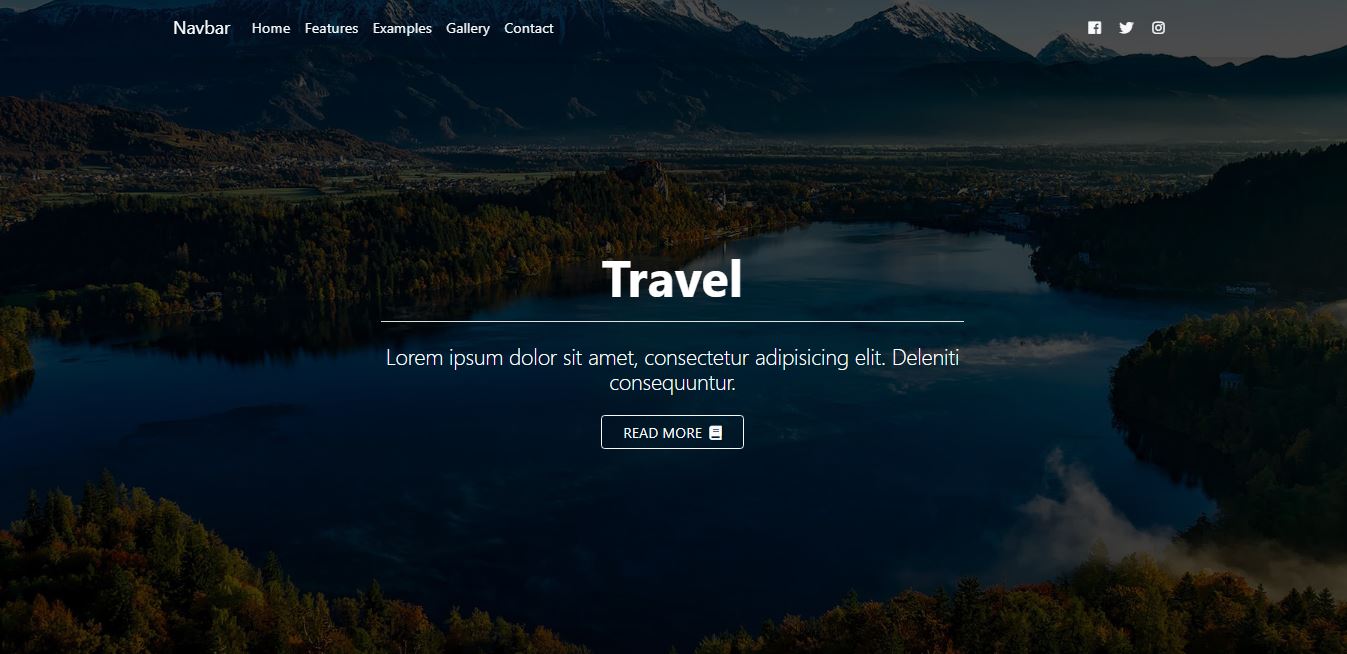 Navbar Home Features Examples Gallery Contact
Travel
Lorem ipsum dolor sit amet, consectetur adipisicing elit. Deleniti
consequuntur.
READ MORE